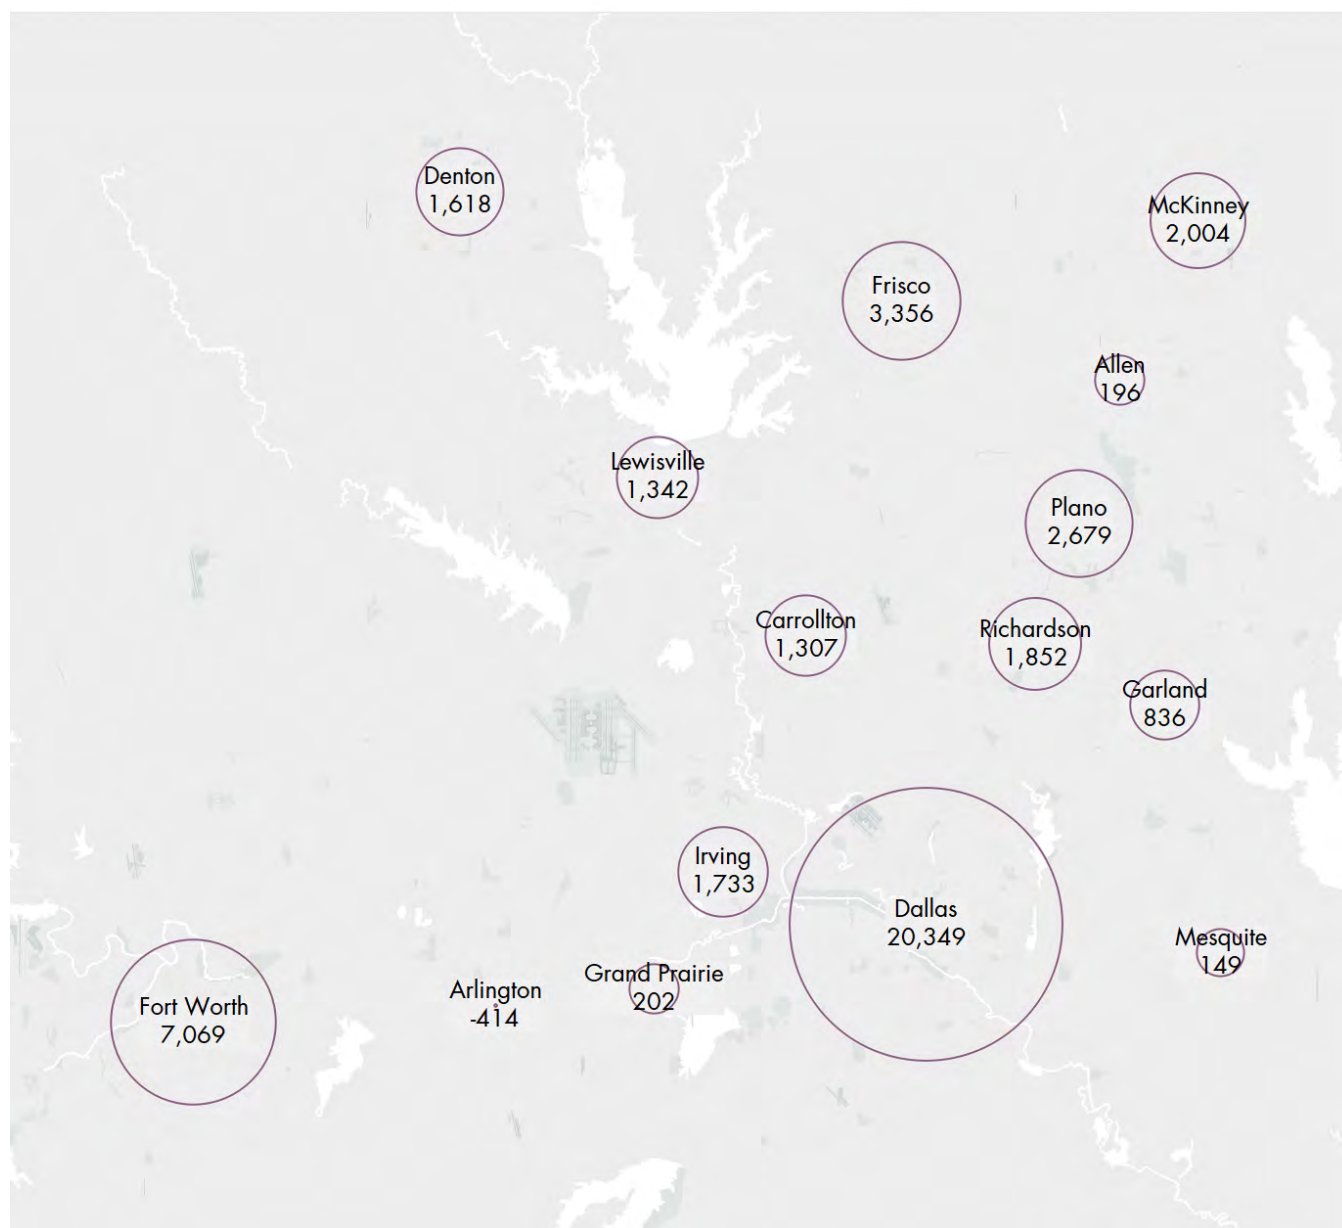 Denton
1,618
McKinney
2,004
Frisco
3,356
Allen
196
Lewisville
1,342
Plano
2,679
Carrollton
1,307
Richardson
1,852
Garland
836
Irving
1,733
Dallas
20,349
Mesquite
149
Grand Prairie
202
Arlington
-414
Fort Worth
7,069